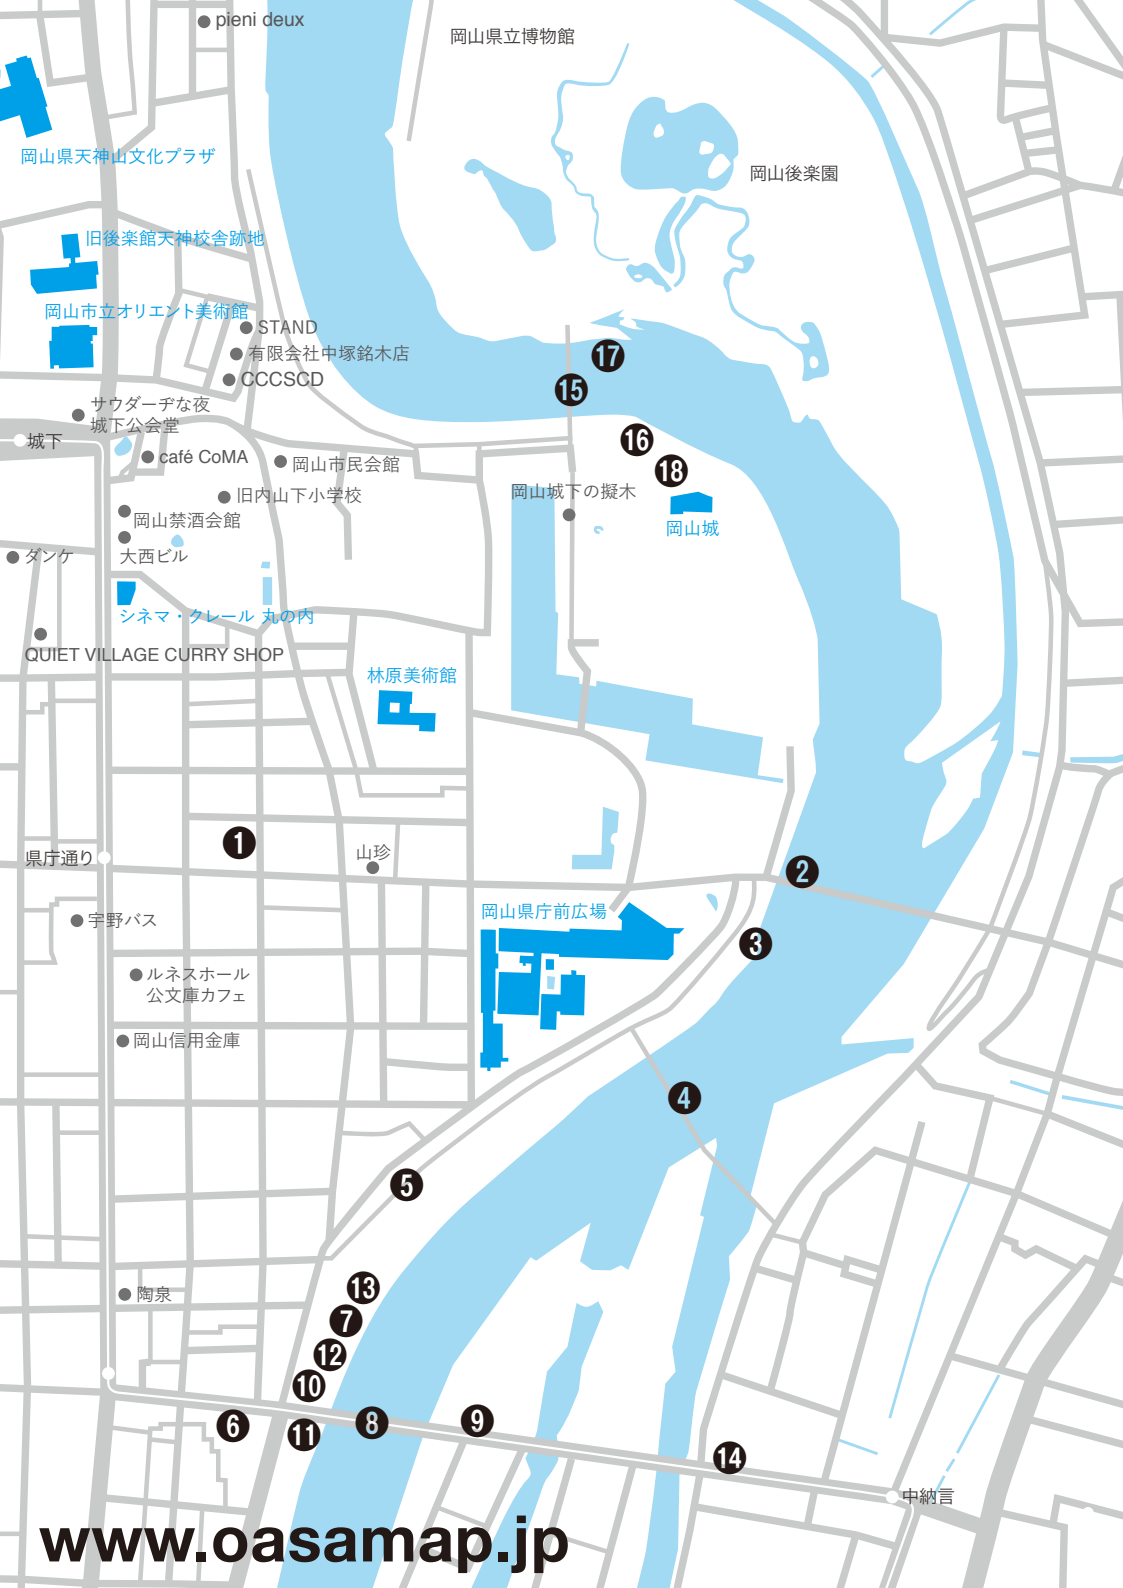 pieni deux
岡山県立博物館
岡山県天神山文化プラザ
岡山後楽園
旧後楽館天神校舎跡地
岡山市立オリエント美術館
STAND
有限会社中塚銘木店
CCCSCD
17
15
サウダーヂな夜
城下公会堂
城下
16
café CoMA
岡山市民会館
18
旧内山下小学校
岡山城下の擬木
岡山禁酒会館
岡山城
ダンケ
大西ビル
シネマ・クレール 丸の内
QUIET VILLAGE CURRY SHOP
林原美術館
1
山珍
県庁通り
2
岡山県庁前広場
宇野バス
3
ルネスホール
公文庫カフェ
岡山信用金庫
4
5
13
陶泉
7
12
10
6
11
8
9
14
中納言
www.oasamap.jp